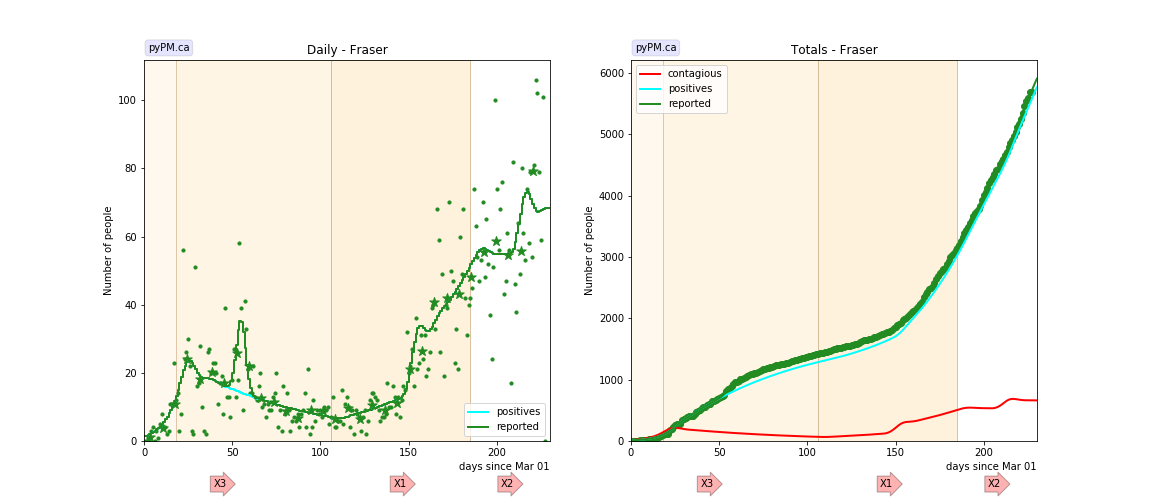 pyPM.ca
Daily - Fraser
Number of people
100
80
60
40
20
0
0 50 100 150 200
days since Mar 01
positives
reported
X3 X1 X2
pyPM.ca
Totals - Fraser
Number of people
6000
5000
4000
3000
2000
1000
0
0 50 100 150 200
days since Mar 01
contagious
positives
reported
X3 X1 X2